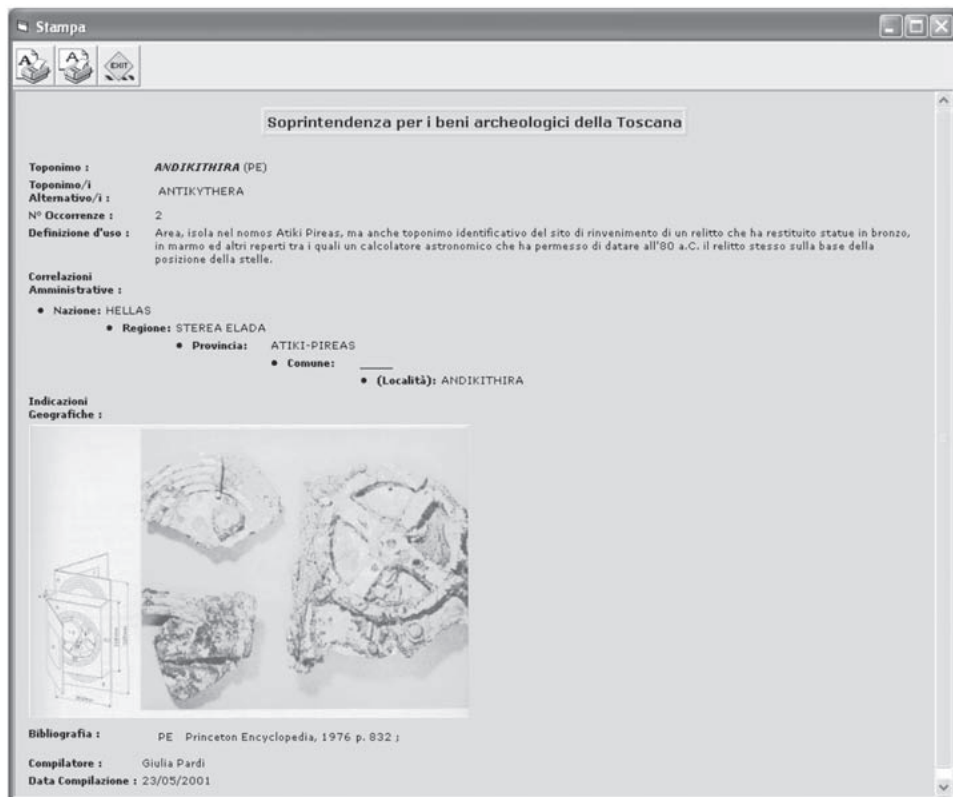 Stampa
EXIT
Soprintendenza per i beni archeologici della Toscana
Toponimo : ANDIKITHIRA (PE)
Toponimo/i
Alternativo/i : ANTIKYTHERA
N° Occorrenze : 2
Definizione d'uso : Area, isola nel nomos Atiki Pireas, ma anche toponimo identificativo del sito di rinvenimento di un relitto che ha restituito statue in bronzo,
in marmo ed altri reperti tra i quali un calcolatore astronomico che ha permesso di datare all'80 a.C. il relitto stesso sulla base della
posizione della stelle.
Correlazioni
Amministrative :
• Nazione: HELLAS
• Regione: STEREA ELADA
• Provincia: ATIKI-PIREAS
• Comune: ____
• (Località): ANDIKITHIRA
Indicazioni
Geografiche :
Bibliografia : PE Princeton Encyclopedia, 1976 p. 832 ;
Compilatore : Giulia Pardi
Data Compilazione : 23/05/2001